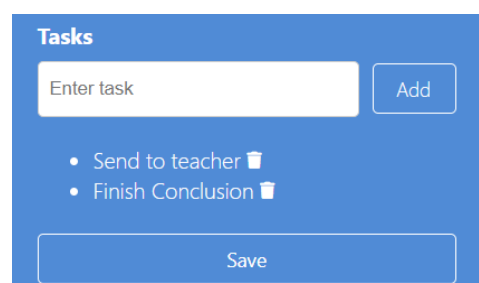 Tasks
Enter task
Add
Send to teacher
Finish Conclusion
Save